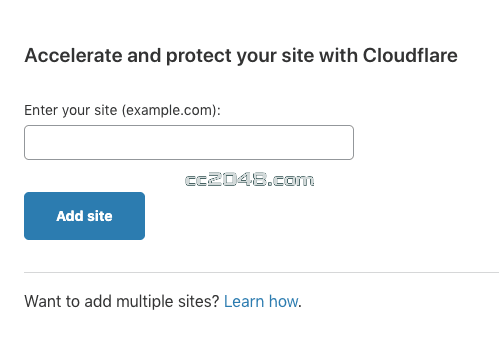 Accelerate and protect your site with Cloudflare
Enter your site (example.com):
cc2048.com
Add site
Want to add multiple sites? Learn how.